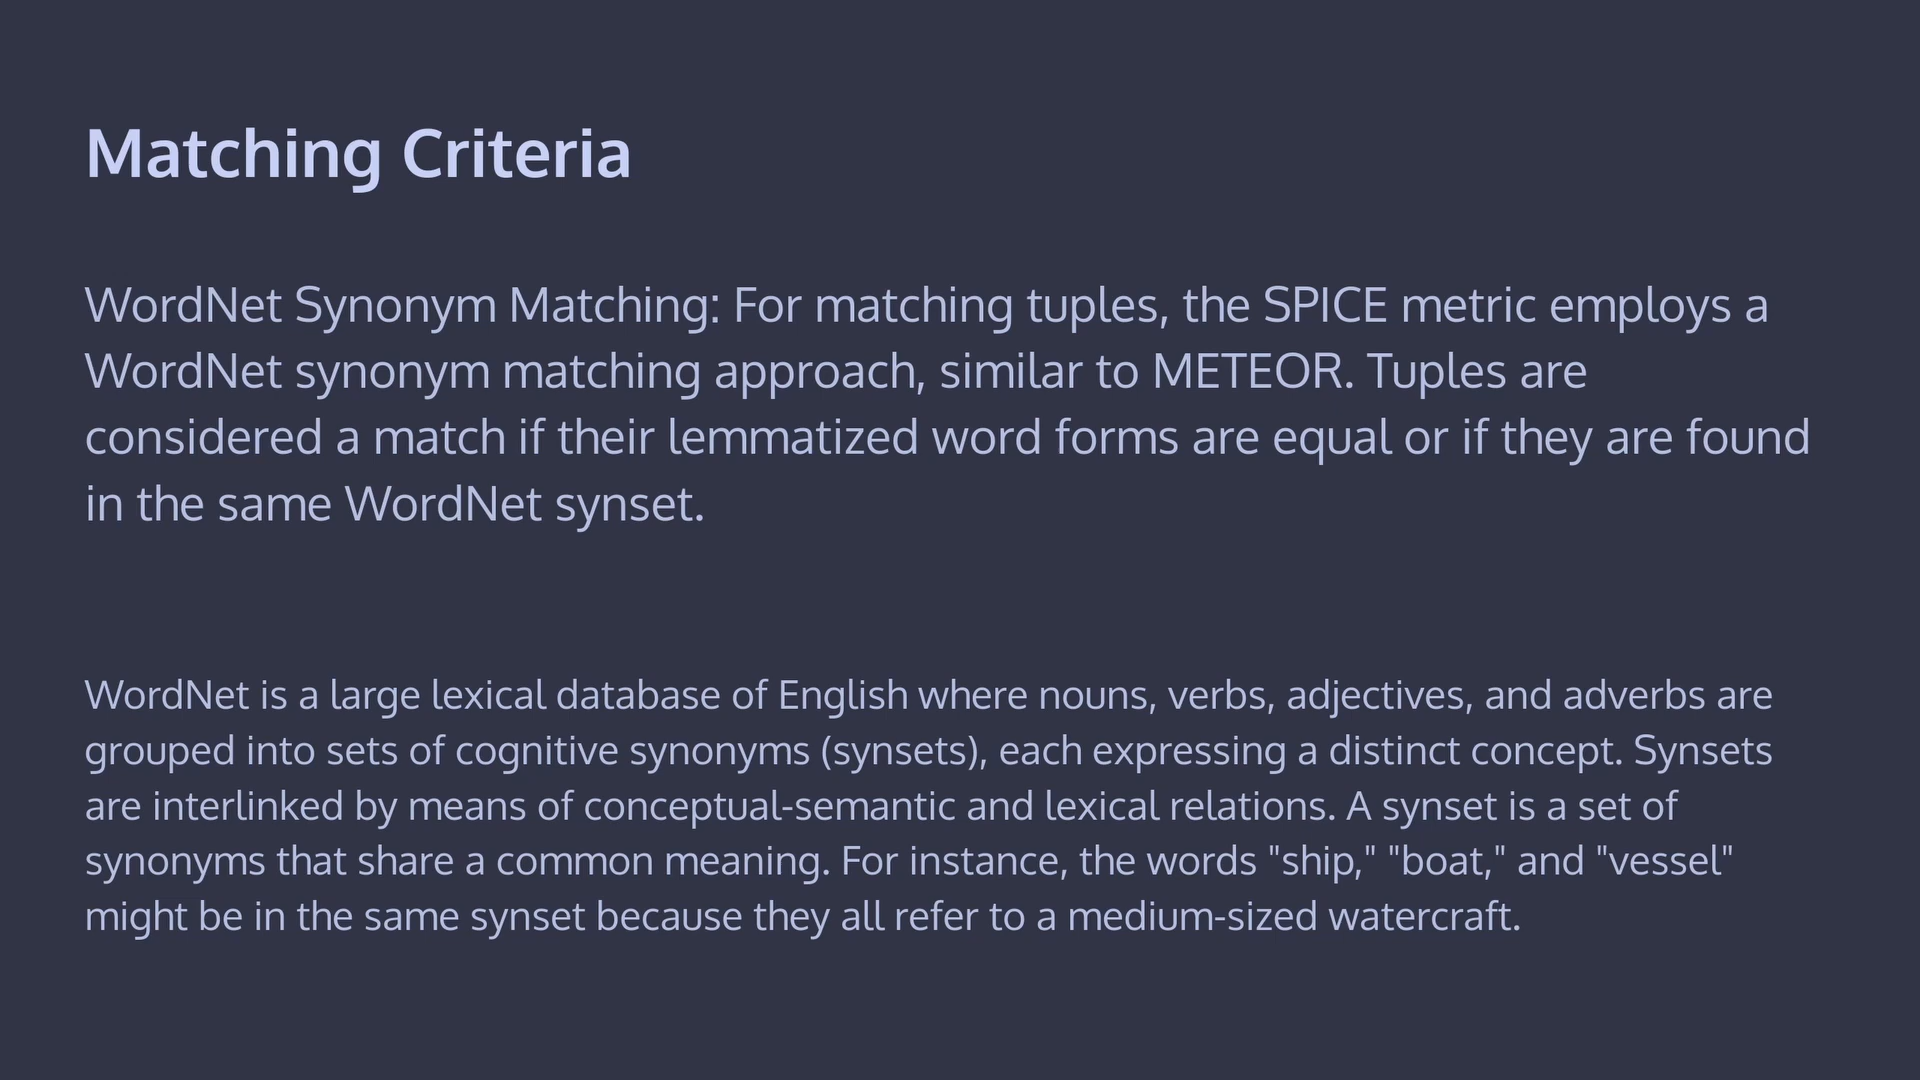 Matching Criteria
WordNet Synonym Matching: For matching tuples, the SPICE metric employs a
WordNet synonym matching approach, similar to METEOR. Tuples are
considered a match if their lemmatized word forms are equal or if they are found
in the same WordNet synset.
WordNet is a large lexical database of English where nouns, verbs, adjectives, and adverbs are
grouped into sets of cognitive synonyms (synsets), each expressing a distinct concept. Synsets
are interlinked by means of conceptual-semantic and lexical relations. A synset is a set of
synonyms that share a common meaning. For instance, the words "ship," "boat," and "vessel"
might be in the same synset because they all refer to a medium-sized watercraft.